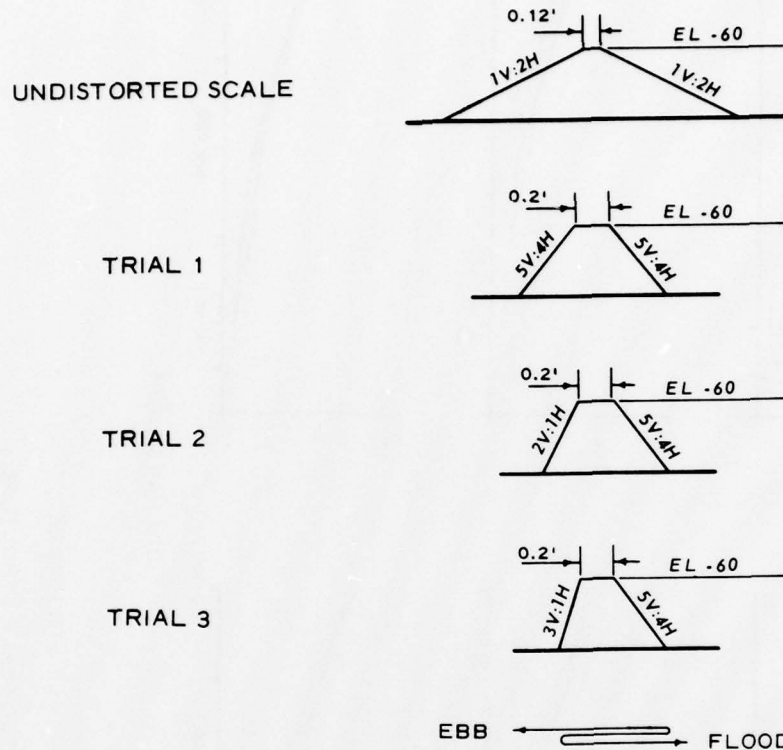 0.12'
EL -60
UNDISTORTED SCALE
1V:2H 1V:2H
0.2'
EL -60
TRIAL 1
5V:4H 5V:4H
0.2'
EL -60
TRIAL 2
2V:1H 5V:4H
0.2'
EL -60
TRIAL 3
3V:1H 5V:4H
EBB
FLOOD